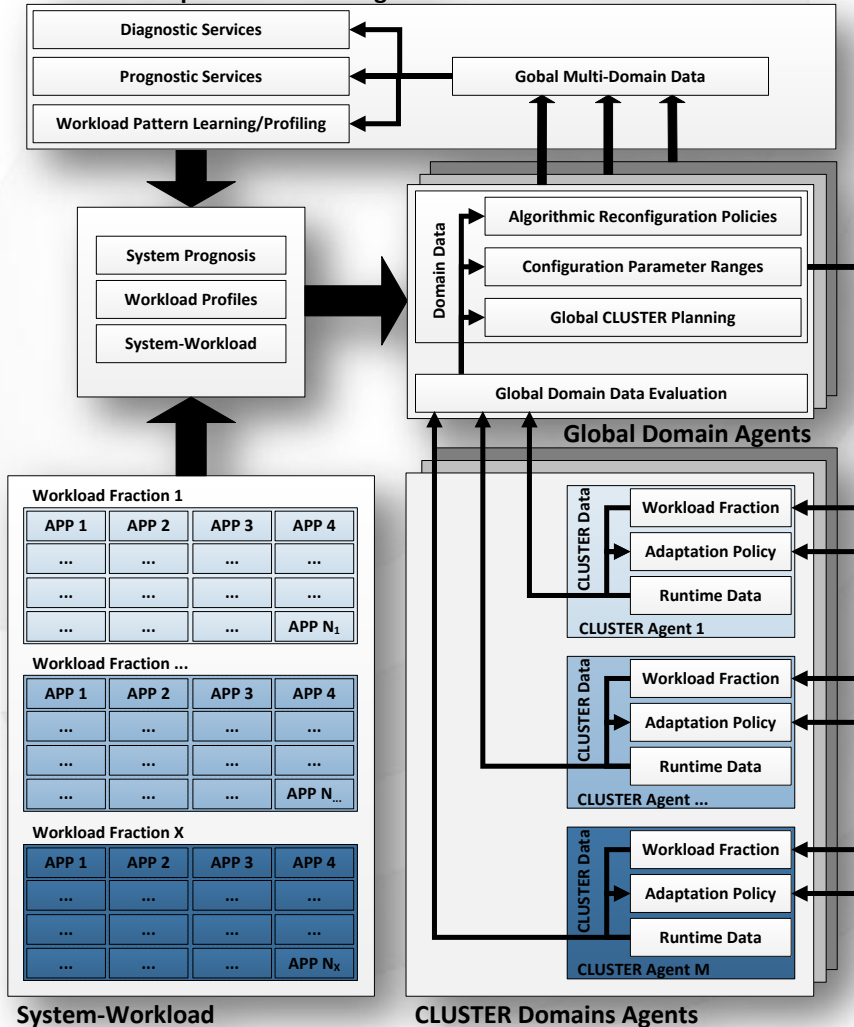 Diagnostic Services
Prognostic Services
Workload Pattern Learning/Profiling
Gobal Multi-Domain Data
System Prognosis
Workload Profiles
System-Workload
Domain Data
Algorithmic Reconfiguration Policies
Configuration Parameter Ranges
Global CLUSTER Planning
Global Domain Data Evaluation
Global Domain Agents
Workload Fraction 1
APP 1 APP 2 APP 3 APP 4
... ... ... ...
... ... ... ...
... ... ... APP N1
Workload Fraction ...
APP 1 APP 2 APP 3 APP 4
... ... ... ...
... ... ... ...
... ... ... APP N...
Workload Fraction X
APP 1 APP 2 APP 3 APP 4
... ... ... ...
... ... ... ...
... ... ... APP NX
System-Workload
CLUSTER Data
Workload Fraction
Adaptation Policy
Runtime Data
CLUSTER Agent 1
CLUSTER Data
Workload Fraction
Adaptation Policy
Runtime Data
CLUSTER Agent ...
CLUSTER Data
Workload Fraction
Adaptation Policy
Runtime Data
CLUSTER Agent M
CLUSTER Domains Agents